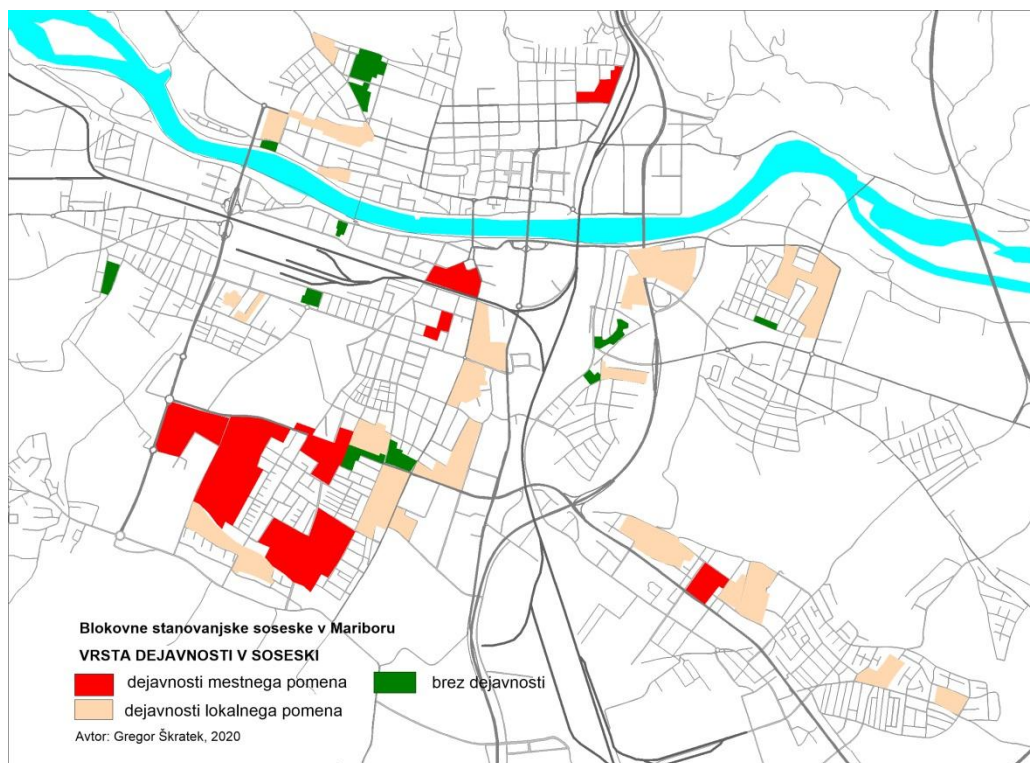 Blokovne stanovanjske soseske v Mariboru
VRSTA DEJAVNOSTI V SOSESKI
dejavnosti mestnega pomena
brez dejavnosti
dejavnosti lokalnega pomena
Avtor: Gregor Škratek, 2020